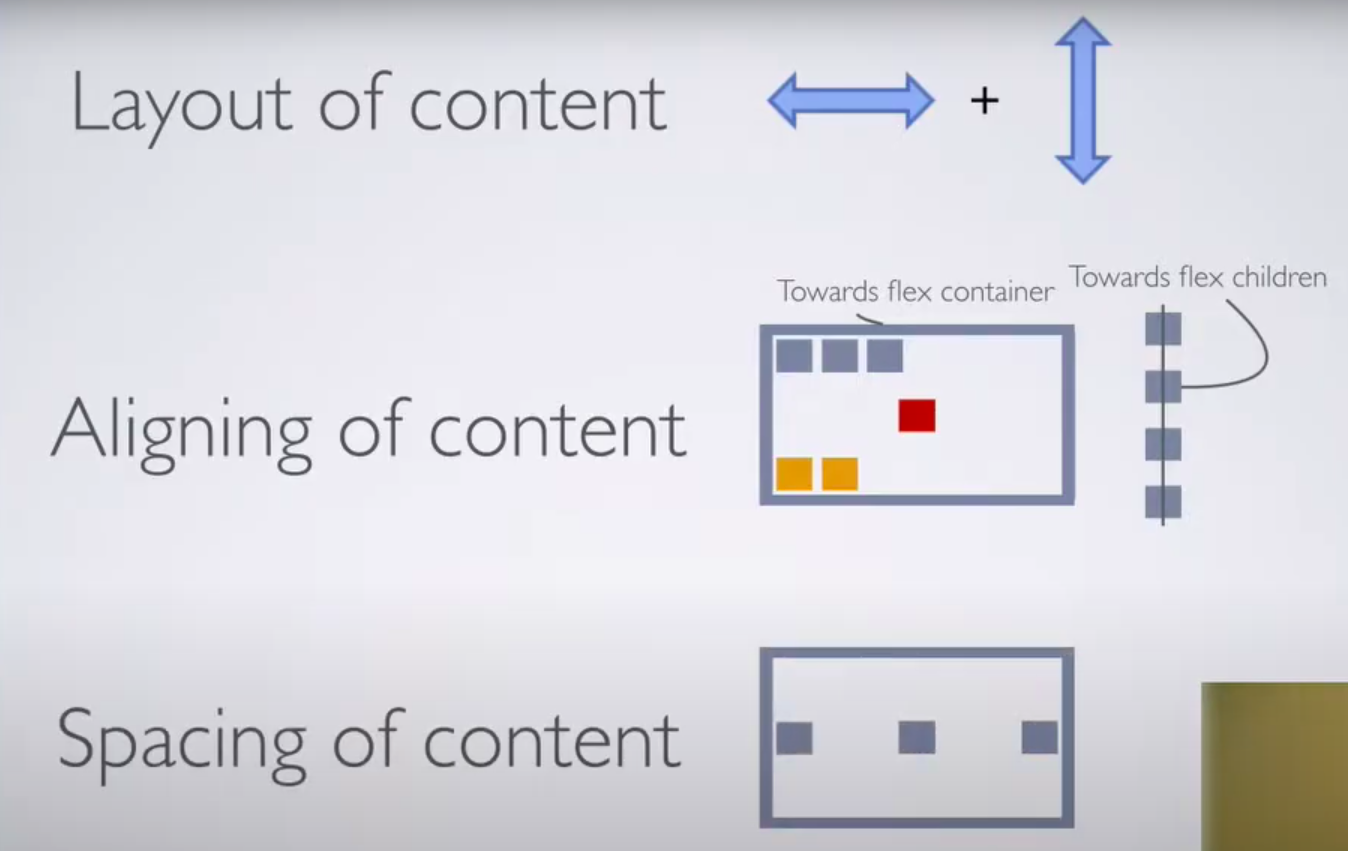 Layout of content
+
Towards flex container
Towards flex children
Aligning of content
Spacing of content